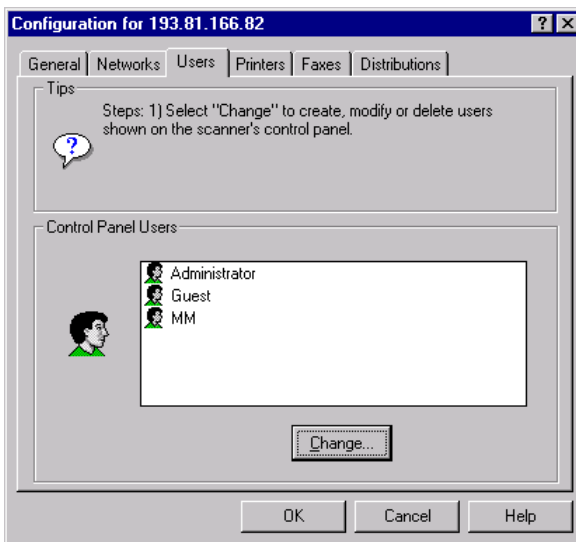 Configuration for 193.81.166.82
General Networks Users Printers Faxes Distributions
Tips
Steps: 1) Select "Change" to create, modify or delete users
shown on the scanner's control panel.
Control Panel Users
Administrator
Guest
MM
Change...
OK Cancel Help